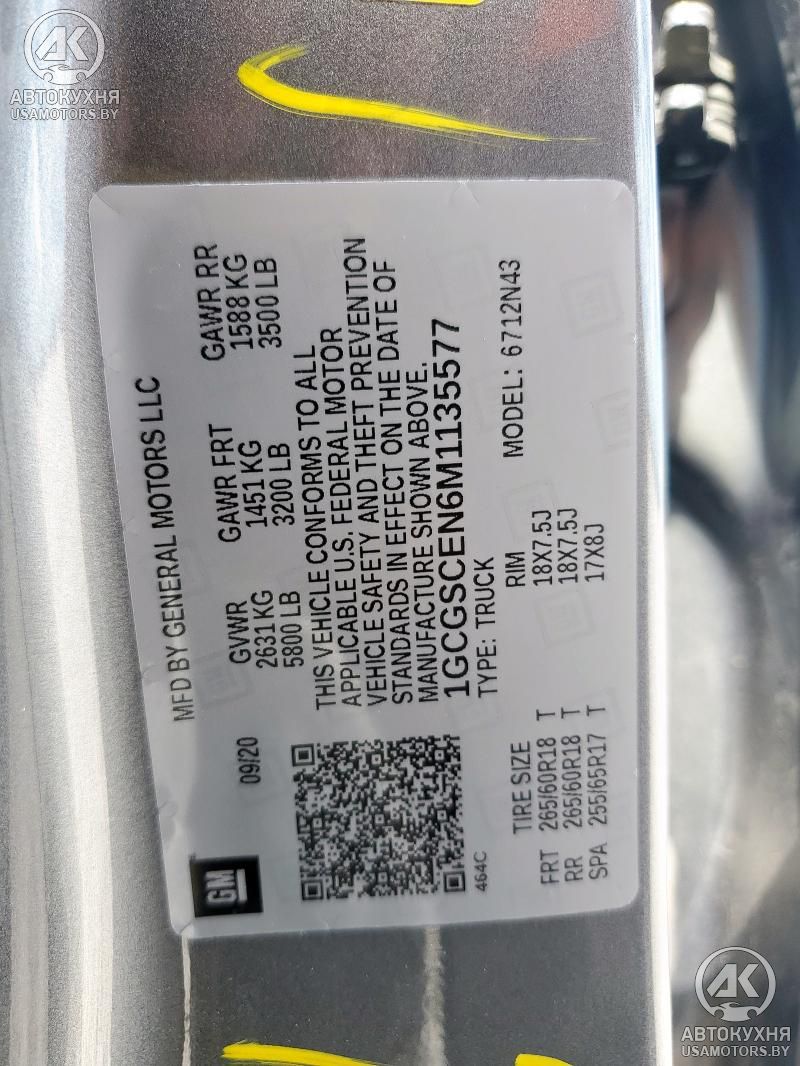 АВТОКУХНЯ
USAMOTORS.BY
MFD BY GENERAL MOTORS LLC
GM
09/20
GVWR GAWR FRT GAWR RR
2631 KG 1451 KG 1588 KG
5800 LB 3200 LB 3500 LB
THIS VEHICLE CONFORMS TO ALL
APPLICABLE U.S. FEDERAL MOTOR
VEHICLE SAFETY AND THEFT PREVENTION
STANDARDS IN EFFECT ON THE DATE OF
MANUFACTURE SHOWN ABOVE.
1GCGSCEN6M1135577
464C
TYPE: TRUCK MODEL: 6712N43
TIRE SIZE RIM
FRT 265/60R18 T 18X7.5J
RR 265/60R18 T 18X7.5J
SPA 255/65R17 T 17X8J
АВТОКУХНЯ
USAMOTORS.BY